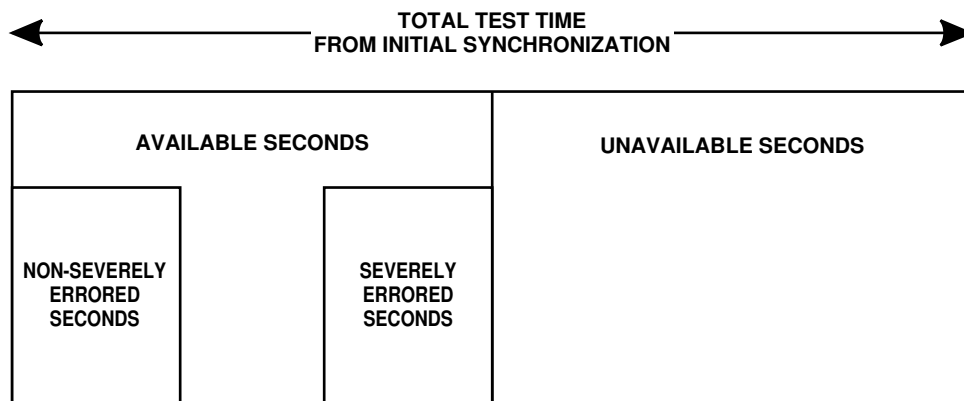 TOTAL TEST TIME
FROM INITIAL SYNCHRONIZATION
AVAILABLE SECONDS
UNAVAILABLE SECONDS
NON-SEVERELY
ERRORED
SECONDS
SEVERELY
ERRORED
SECONDS